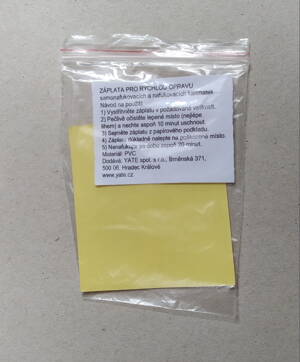 ZÁPLATA PRO RYCHLOU OPRAVU
samonafukovacích a nafukovacích karimatek
Návod na použití:
1) Vystřihněte záplatu v požadované velikosti.
2) Pečlivě očistěte lepené místo (nejlépe
lihem) a nechte aspoň 10 minut uschnout.
3) Sejměte záplatu z papírového podkladu.
4) Záplatu důkladně nalepte na poškozené místo.
5) Nenafukujte po dobu aspoň 20 minut.
Materiál: PVC
Dodává: YATE spol. s r.o., Brněnská 371,
500 06 Hradec Králové
www.yate.cz